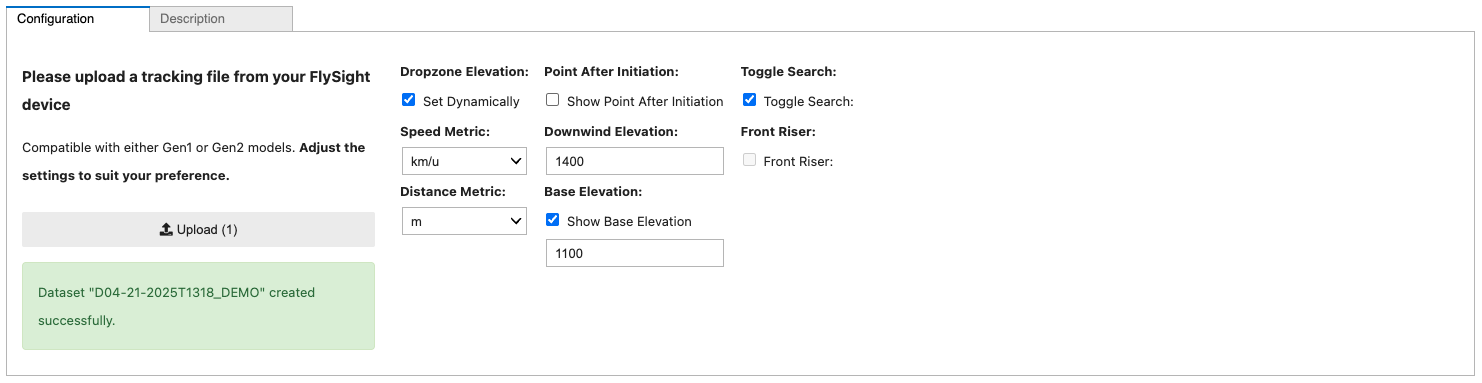 Configuration
Description
Please upload a tracking file from your FlySight
device
Compatible with either Gen1 or Gen2 models. Adjust the
settings to suit your preference.
Upload (1)
Dataset "D04-21-2025T1318_DEMO" created
successfully.
Dropzone Elevation:
Set Dynamically
Speed Metric:
km/u
Distance Metric:
m
Point After Initiation:
Show Point After Initiation
Downwind Elevation:
1400
Base Elevation:
Show Base Elevation
1100
Toggle Search:
Toggle Search:
Front Riser:
Front Riser: